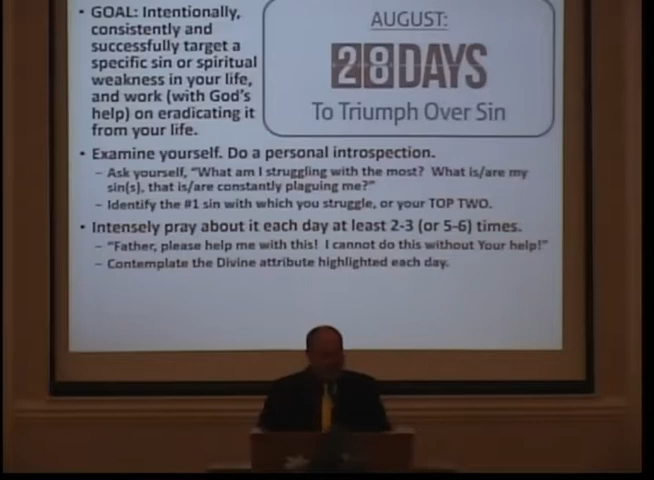 • GOAL: Intentionally,
consistently and
successfully target a
specific sin or spiritual
weakness in your life,
and work (with God's
help) on eradicating it
from your life.
AUGUST:
28 DAYS
To Triumph Over Sin
• Examine yourself. Do a personal introspection.
– Ask yourself, "What am I struggling with the most? What is/are my
sin(s), that is/are constantly plaguing me?"
– Identify the #1 sin with which you struggle, or your TOP TWO.
• Intensely pray about it each day at least 2-3 (or 5-6) times.
– "Father, please help me with this! I cannot do this without Your help!"
– Contemplate the Divine attribute highlighted each day.